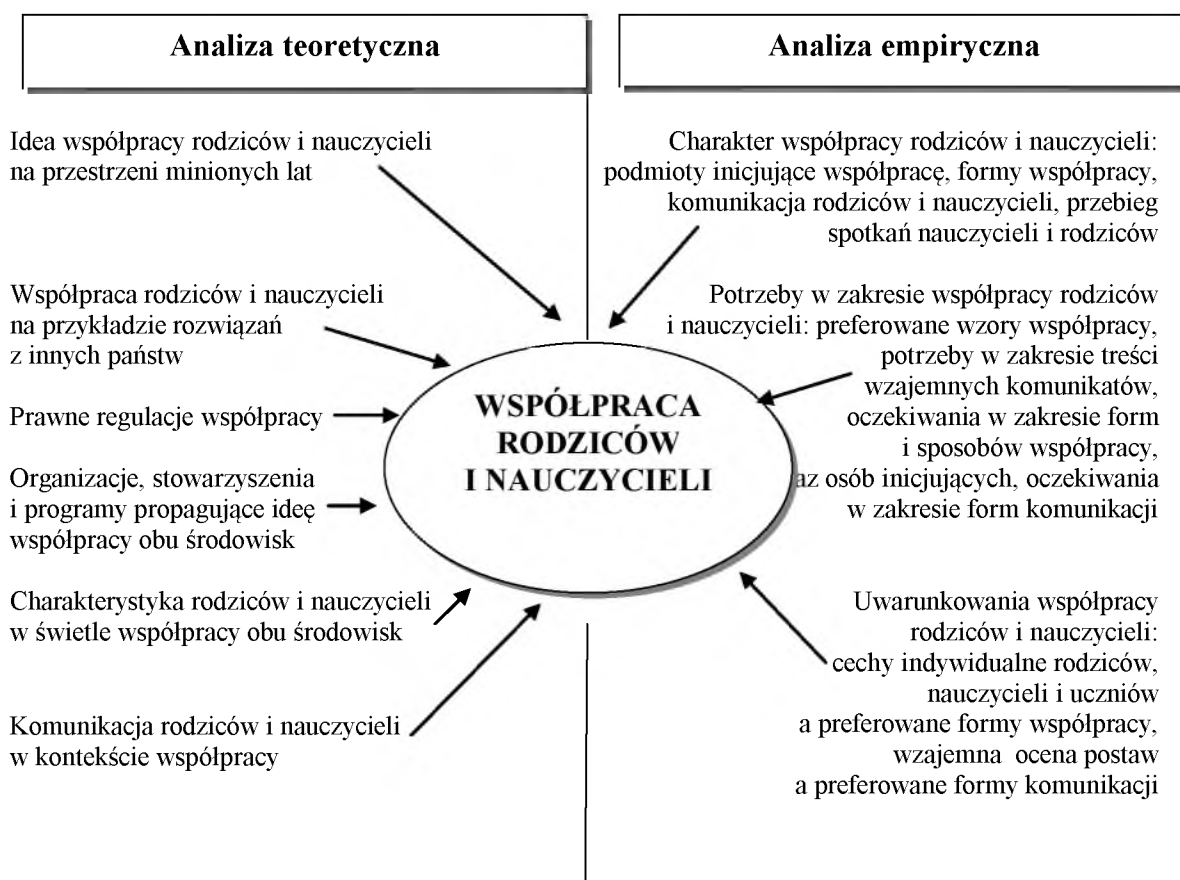 Analiza teoretyczna
Analiza empiryczna
Idea współpracy rodziców i nauczycieli
na przestrzeni minionych lat
Współpraca rodziców i nauczycieli
na przykładzie rozwiązań
z innych państw
Prawne regulacje współpracy
Organizacje, stowarzyszenia
i programy propagujące ideę
współpracy obu środowisk
Charakterystyka rodziców i nauczycieli
w świetle współpracy obu środowisk
Komunikacja rodziców i nauczycieli
w kontekście współpracy
WSPÓŁPRACA
RODZICÓW
I NAUCZYCIELI
Charakter współpracy rodziców i nauczycieli:
podmioty inicjujące współpracę, formy współpracy,
komunikacja rodziców i nauczycieli, przebieg
spotkań nauczycieli i rodziców
Potrzeby w zakresie współpracy rodziców
i nauczycieli: preferowane wzory współpracy,
potrzeby w zakresie treści
wzajemnych komunikatów,
oczekiwania w zakresie form
i sposobów współpracy,
az osób inicjujących, oczekiwania
w zakresie form komunikacji
Uwarunkowania współpracy
rodziców i nauczycieli:
cechy indywidualne rodziców,
nauczycieli i uczniów
a preferowane formy współpracy,
wzajemna ocena postaw
a preferowane formy komunikacji